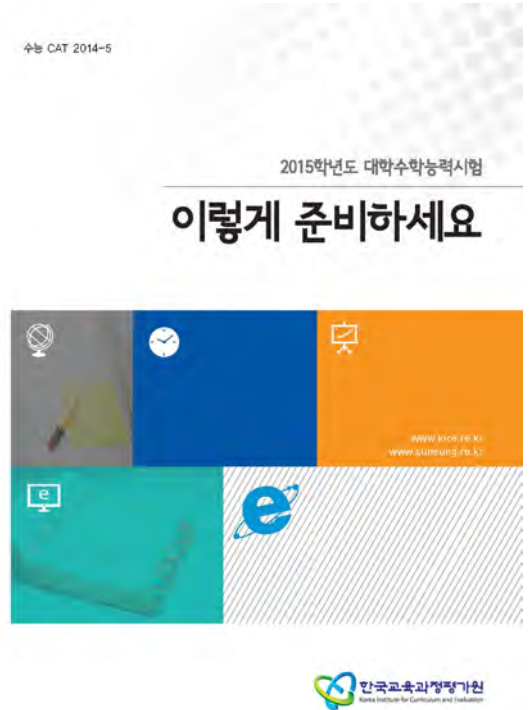 수능 CAT 2014-5
2015학년도 대학수학능력시험
이렇게 준비하세요
www.kice.re.kr
www.suneung.re.kr
e
e
한국교육과정평가원
Korea Institute for Curriculum and Evaluation